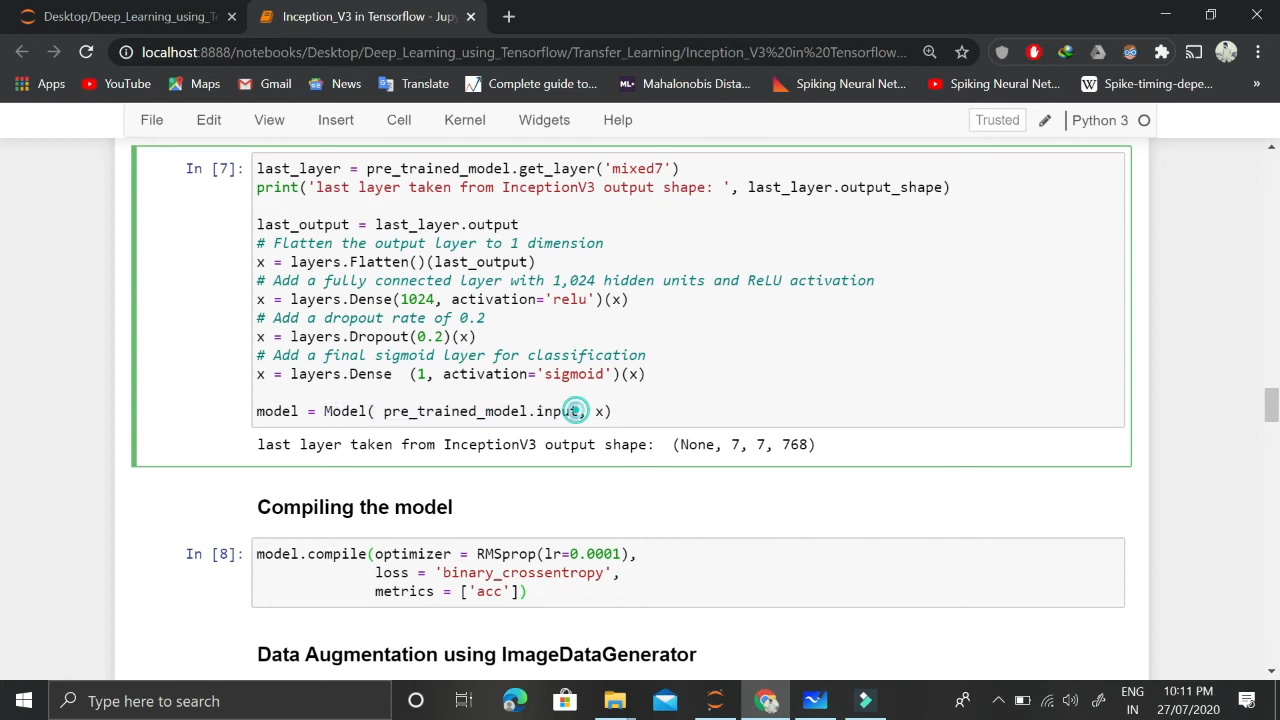 Desktop/Deep_Learning_using_T
Inception_V3 in Tensorflow - Jupy
localhost:8888/notebooks/Desktop/Deep_Learning_using_Tensorflow/Transfer_Learning/Inception_V3%20in%20Tensorflow...
Apps YouTube Maps Gmail News Translate Complete guide to... ML+ Mahalonobis Dista... Spiking Neural Net... Spiking Neural Net... W Spike-timing-depe... »
File Edit View Insert Cell Kernel Widgets Help Trusted Python 3
In [7]: last_layer = pre_trained_model.get_layer('mixed7')
print('last layer taken from InceptionV3 output shape: ', last_layer.output_shape)
last_output = last_layer.output
# Flatten the output layer to 1 dimension
x = layers.Flatten()(last_output)
# Add a fully connected layer with 1,024 hidden units and ReLU activation
x = layers.Dense(1024, activation='relu')(x)
# Add a dropout rate of 0.2
x = layers.Dropout(0.2)(x)
# Add a final sigmoid layer for classification
x = layers.Dense  (1, activation='sigmoid')(x)
model = Model( pre_trained_model.input, x)
last layer taken from InceptionV3 output shape:  (None, 7, 7, 768)
Compiling the model
In [8]: model.compile(optimizer = RMSprop(lr=0.0001),
loss = 'binary_crossentropy',
metrics = ['acc'])
Data Augmentation using ImageDataGenerator
Type here to search
ENG
IN
10:11 PM
27/07/2020